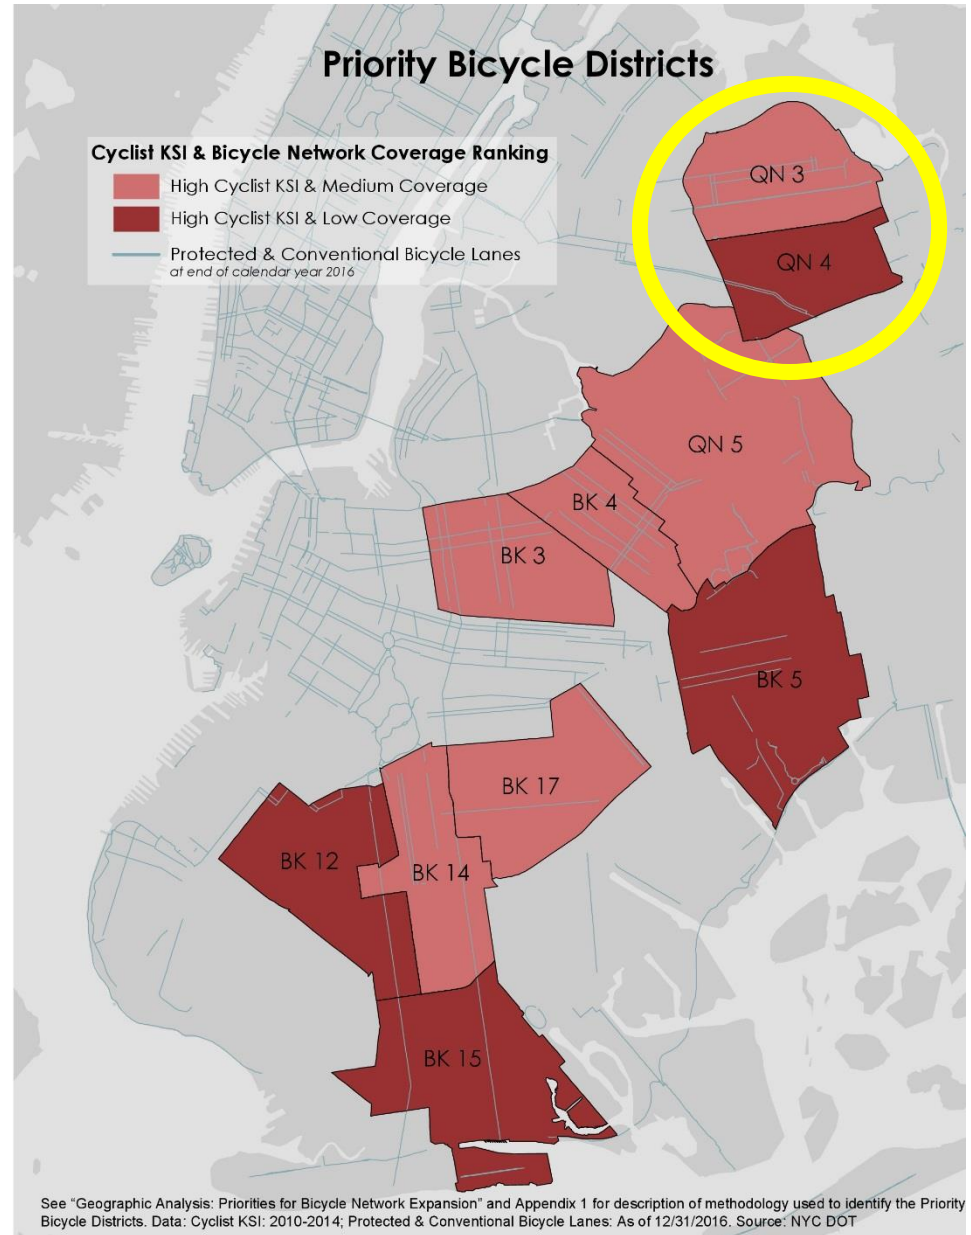 Priority Bicycle Districts
Cyclist KSI & Bicycle Network Coverage Ranking
High Cyclist KSI & Medium Coverage
High Cyclist KSI & Low Coverage
Protected & Conventional Bicycle Lanes
at end of calendar year 2016
QN 3
QN 4
QN 5
BK 4
BK 3
BK 5
BK 17
BK 12
BK 14
BK 15
See "Geographic Analysis: Priorities for Bicycle Network Expansion" and Appendix 1 for description of methodology used to identify the Priority
Bicycle Districts. Data: Cyclist KSI: 2010-2014; Protected & Conventional Bicycle Lanes: As of 12/31/2016. Source: NYC DOT